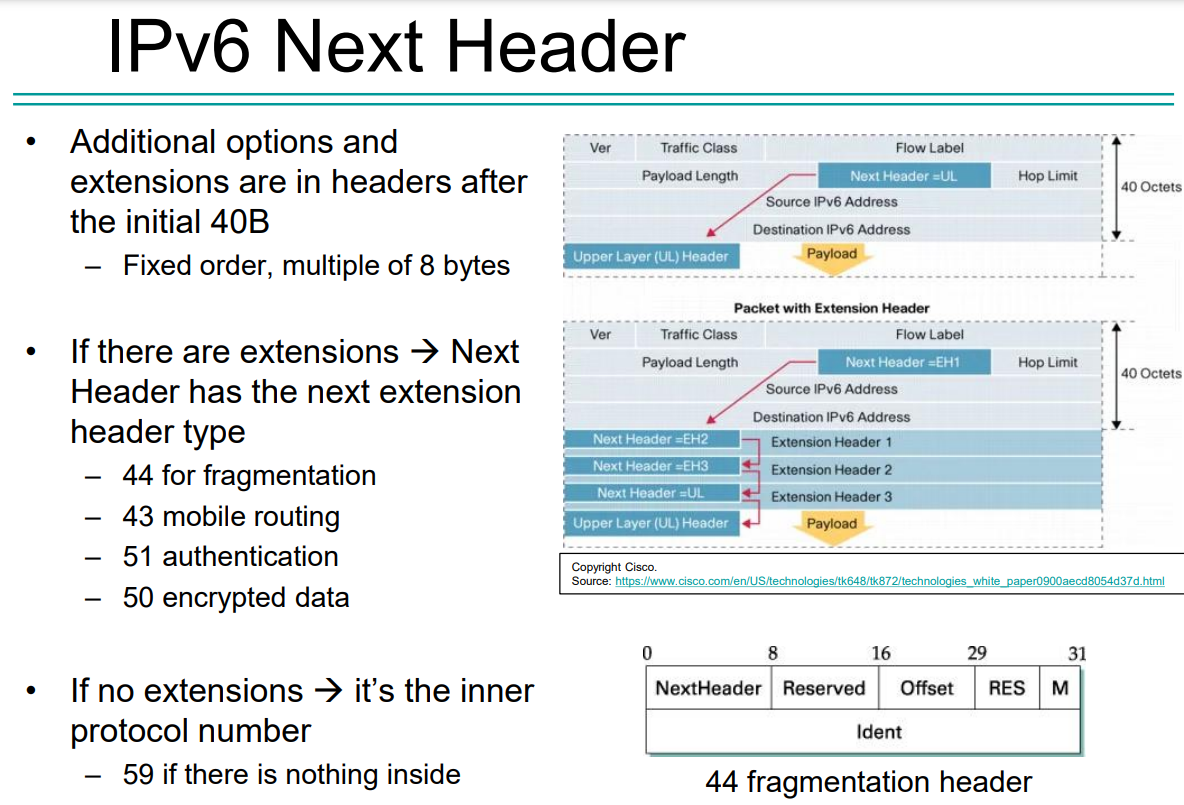 IPv6 Next Header
• Additional options and
extensions are in headers after
the initial 40B
– Fixed order, multiple of 8 bytes
• If there are extensions → Next
Header has the next extension
header type
– 44 for fragmentation
– 43 mobile routing
– 51 authentication
– 50 encrypted data
• If no extensions → it’s the inner
protocol number
– 59 if there is nothing inside
Ver Traffic Class Flow Label
Payload Length Next Header =UL Hop Limit
40 Octets
Source IPv6 Address
Destination IPv6 Address
Upper Layer (UL) Header Payload
Packet with Extension Header
Ver Traffic Class Flow Label
Payload Length Next Header =EH1 Hop Limit
40 Octets
Source IPv6 Address
Destination IPv6 Address
Next Header =EH2 Extension Header 1
Next Header =EH3 Extension Header 2
Next Header =UL Extension Header 3
Upper Layer (UL) Header Payload
Copyright Cisco.
Source: https://www.cisco.com/en/US/technologies/tk648/tk872/technologies_white_paper0900aecd8054d37d.html
0 8 16 29 31
NextHeader Reserved Offset RES M
Ident
44 fragmentation header